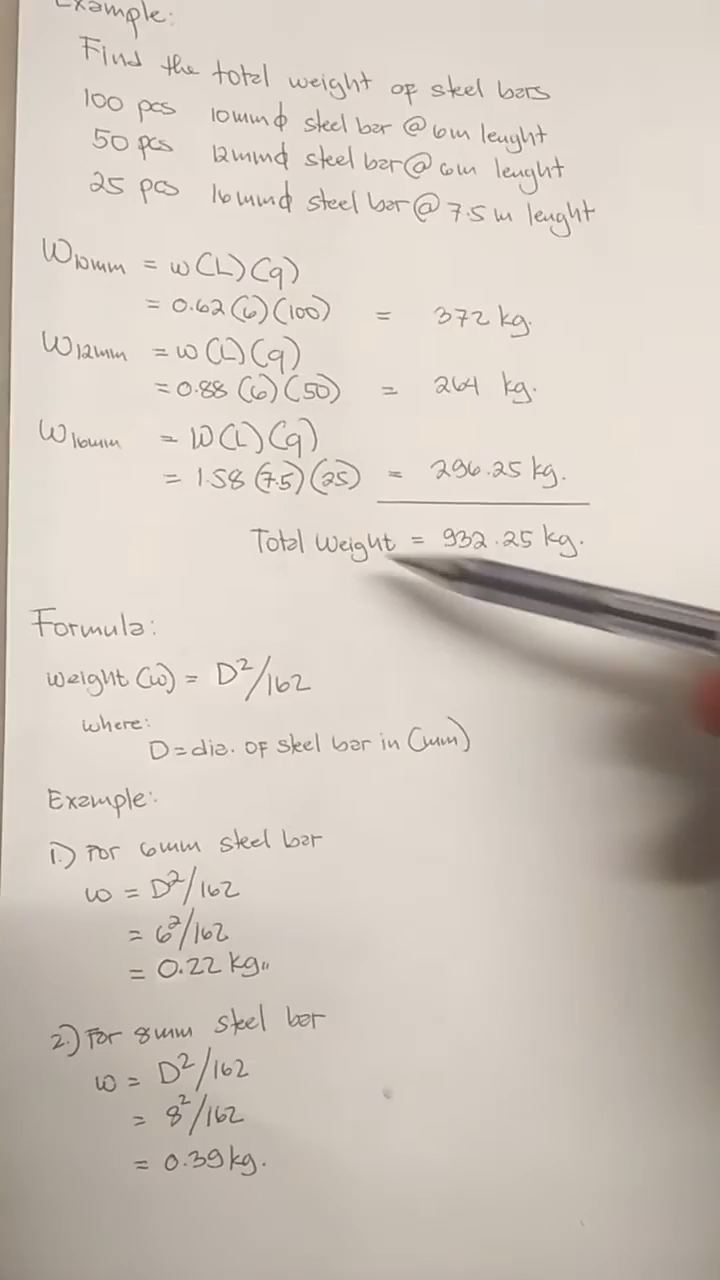 Example:
Find the total weight of steel bars
100 pcs 10mmϕ steel bar @ 6m lenght
50 pcs 12mmϕ steel bar @ 6m lenght
25 pcs 16mmϕ steel bar @ 7.5m lenght
W10mm = w(L)(q)
= 0.62(6)(100) = 372 kg.
W12mm = w(L)(q)
= 0.88(6)(50) = 264 kg.
W16mm = W(L)(q)
= 1.58(7.5)(25) = 296.25 kg.
Total Weight = 932.25 kg.
Formula:
weight (w) = D²/162
where:
D = dia. of steel bar in (mm)
Example:
1.) For 6mm steel bar
w = D²/162
= 6²/162
= 0.22 kg,,
2.) For 8mm steel bar
w = D²/162
= 8²/162
= 0.39 kg.